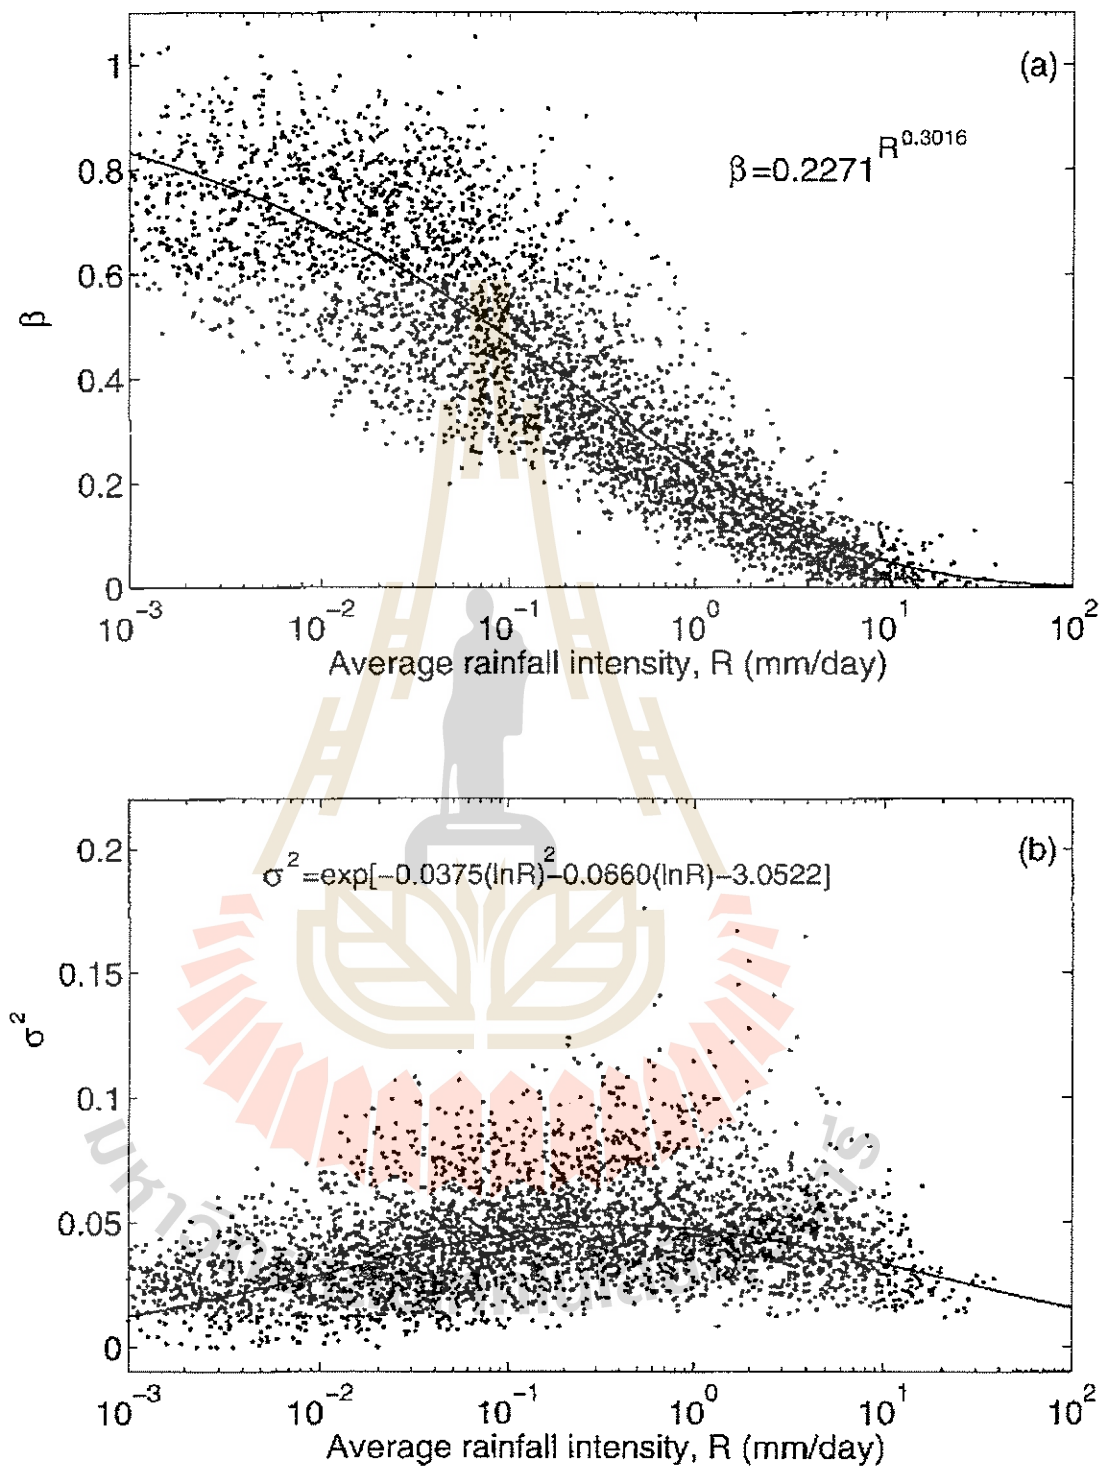 (a)
β=0.2271^{R^{0.3016}}
1
0.8
0.6
0.4
0.2
0
β
10^{-3} 10^{-2} 10^{-1} 10^{0} 10^{1} 10^{2}
Average rainfall intensity, R (mm/day)
(b)
σ^{2}=exp[-0.0375(lnR)^{2}-0.0660(lnR)-3.0522]
0.2
0.15
0.1
0.05
0
σ^{2}
10^{-3} 10^{-2} 10^{-1} 10^{0} 10^{1} 10^{2}
Average rainfall intensity, R (mm/day)